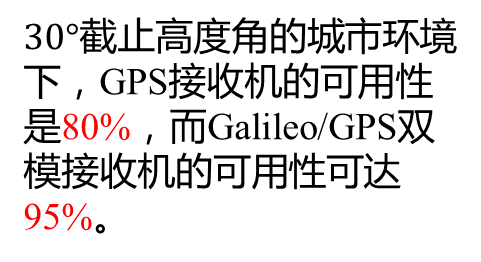 30°截止高度角的城市环境
下，GPS接收机的可用性
是80%，而Galileo/GPS双
模接收机的可用性可达
95%。